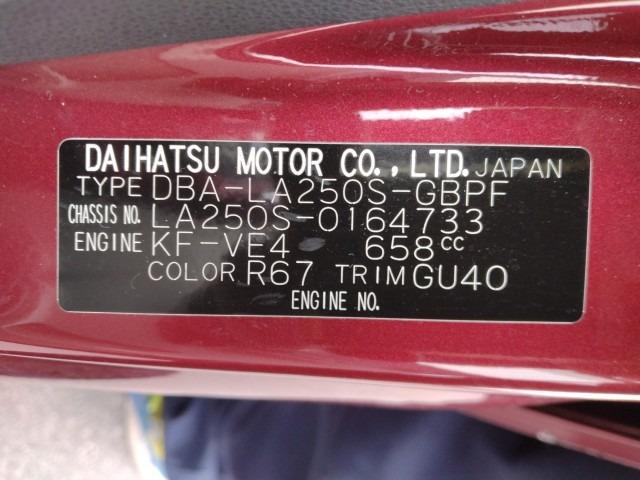 DAIHATSU MOTOR CO., LTD. JAPAN
TYPE DBA-LA250S-GBPF
CHASSIS NO. LA250S-0164733
ENGINE KF-VE4 658cc
COLOR R67 TRIM GU40
ENGINE NO.